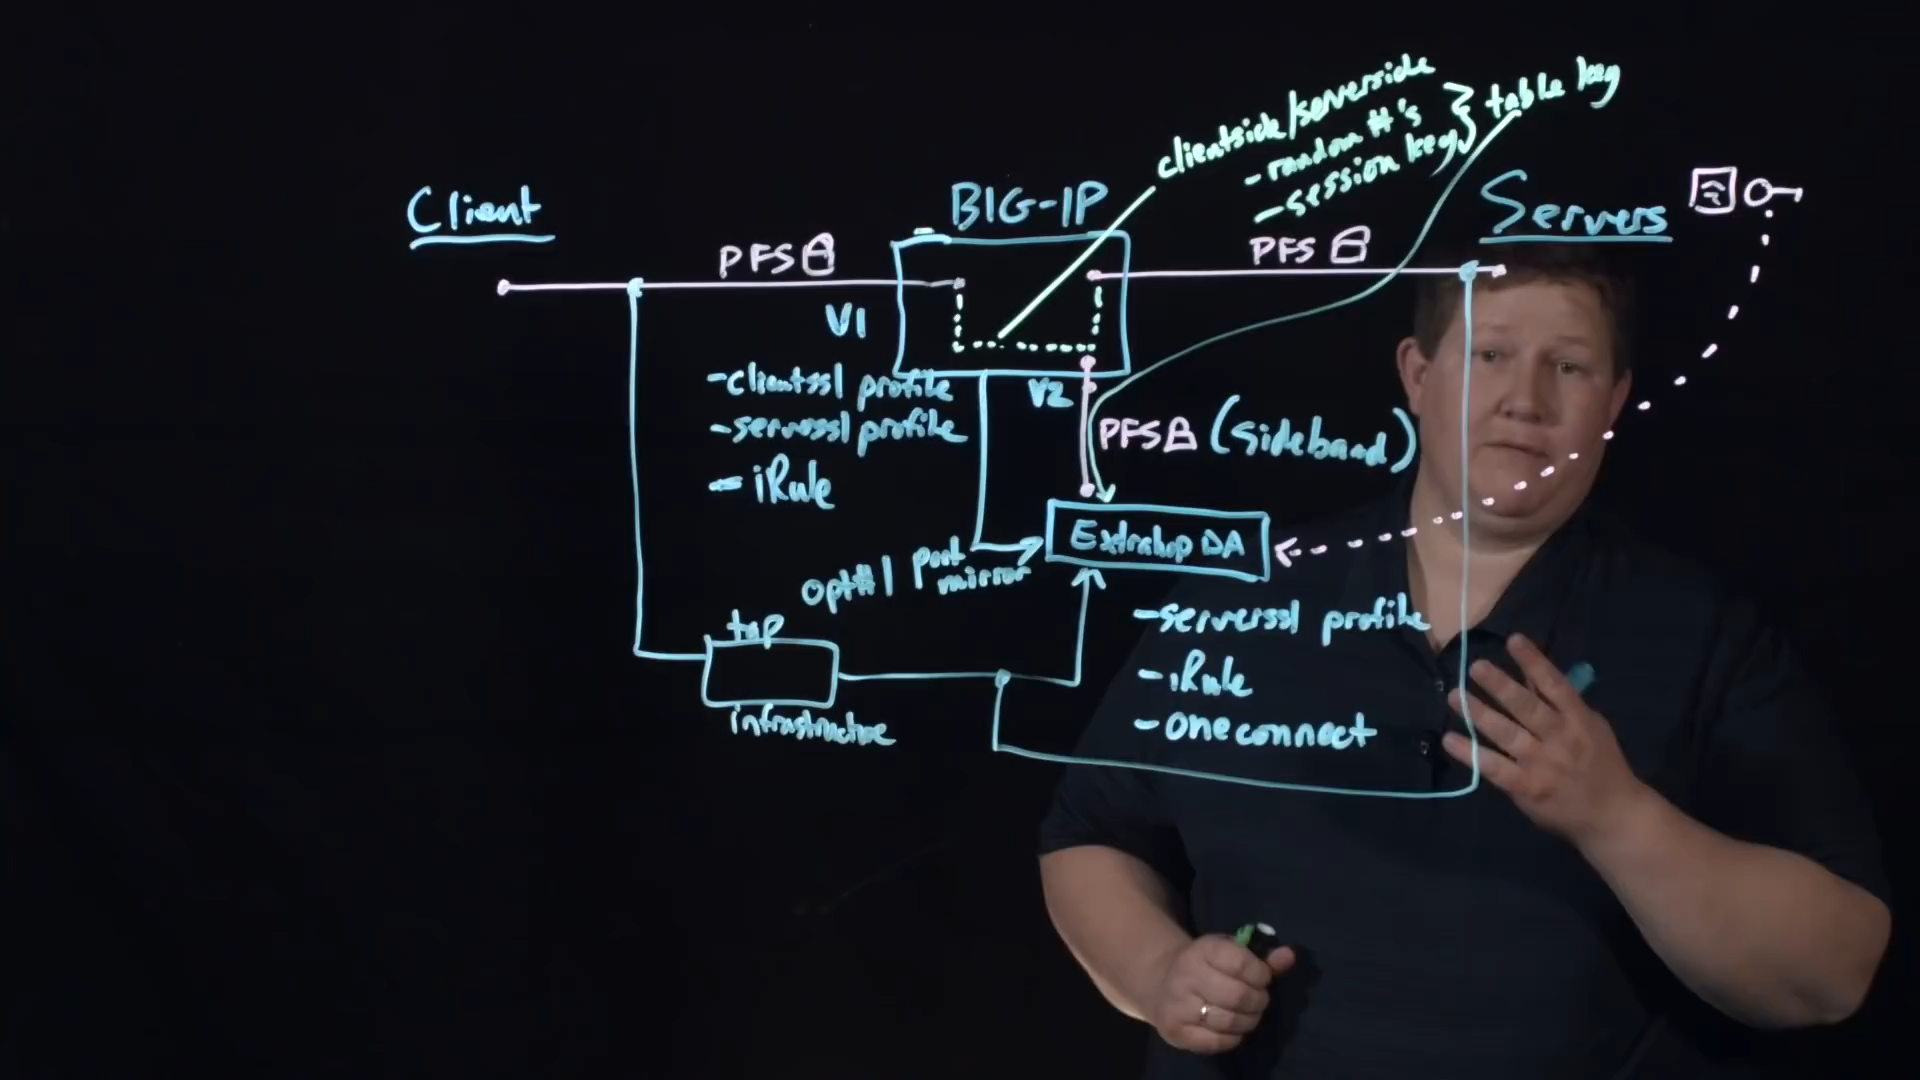 clientside/serverside
- random #'s
- session key
table key
Client
BIG-IP
Servers
PFS
PFS
V1
V2
- clientssl profile
- serverssl profile
- iRule
PFS (sideband)
Extrahop DA
opt#1 port mirror
- serverssl profile
- iRule
- oneconnect
tap
infrastructure